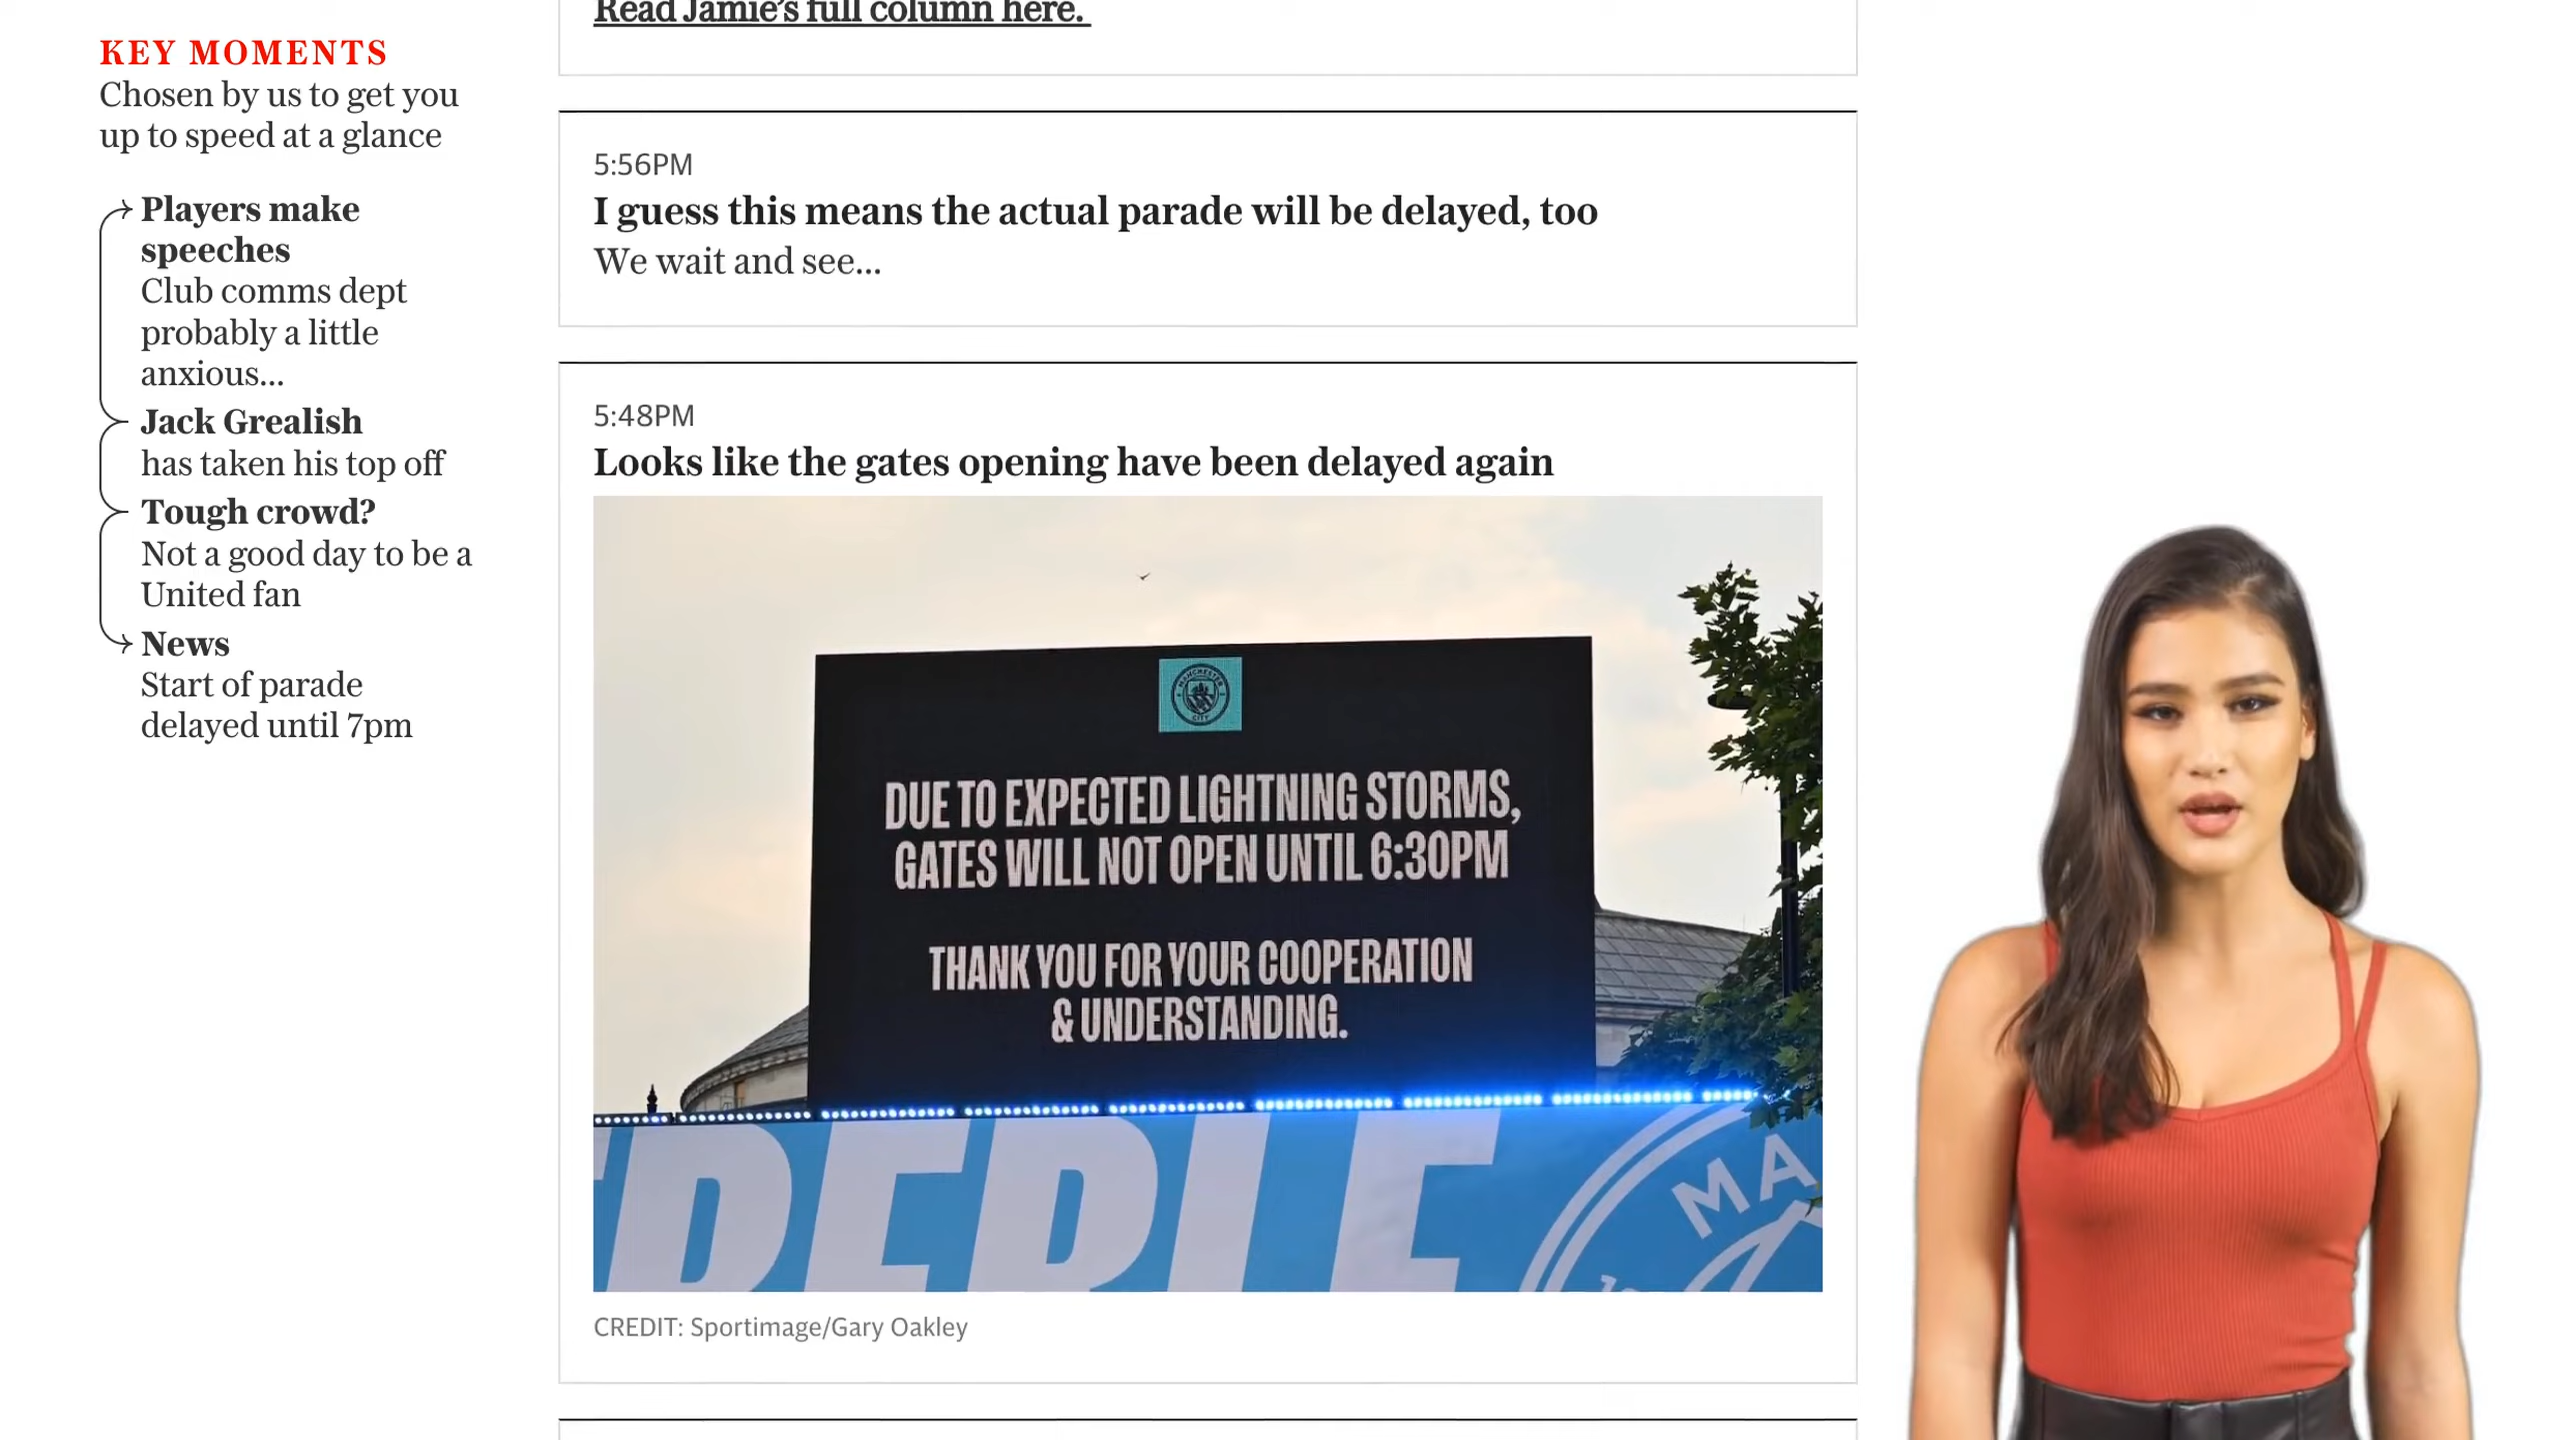 Read Jamie's full column here.
KEY MOMENTS
Chosen by us to get you
up to speed at a glance
Players make
speeches
Club comms dept
probably a little
anxious...
Jack Grealish
has taken his top off
Tough crowd?
Not a good day to be a
United fan
News
Start of parade
delayed until 7pm
5:56PM
I guess this means the actual parade will be delayed, too
We wait and see...
5:48PM
Looks like the gates opening have been delayed again
MANCHESTER
CITY
DUE TO EXPECTED LIGHTNING STORMS,
GATES WILL NOT OPEN UNTIL 6:30PM
THANK YOU FOR YOUR COOPERATION
& UNDERSTANDING.
REBLE
MA
CREDIT: Sportimage/Gary Oakley